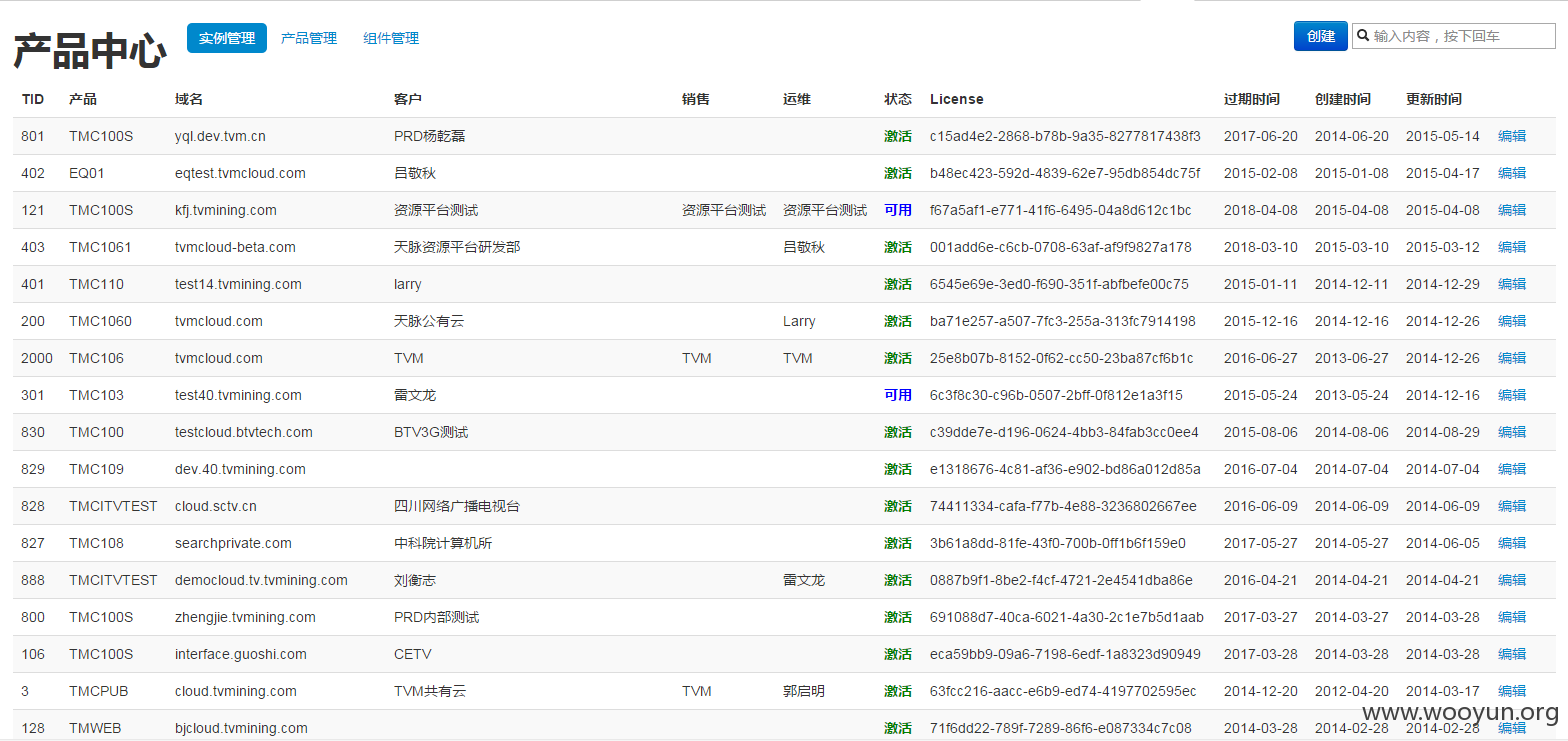 产品中心 实例管理 产品管理 组件管理 创建 输入内容，按下回车
TID 产品 域名 客户 销售 运维 状态 License 过期时间 创建时间 更新时间
801 TMC100S yql.dev.tvm.cn PRD杨乾磊 激活 c15ad4e2-2868-b78b-9a35-8277817438f3 2017-06-20 2014-06-20 2015-05-14 编辑
402 EQ01 eqtest.tvmcloud.com 吕敬秋 激活 b48ec423-592d-4839-62e7-95db854dc75f 2015-02-08 2015-01-08 2015-04-17 编辑
121 TMC100S kfj.tvmining.com 资源平台测试 资源平台测试 资源平台测试 可用 f67a5af1-e771-41f6-6495-04a8d612c1bc 2018-04-08 2015-04-08 2015-04-08 编辑
403 TMC1061 tvmcloud-beta.com 天脉资源平台研发部 吕敬秋 激活 001add6e-c6cb-0708-63af-af9f9827a178 2018-03-10 2015-03-10 2015-03-12 编辑
401 TMC110 test14.tvmining.com larry 激活 6545e69e-3ed0-f690-351f-abfbefe00c75 2015-01-11 2014-12-11 2014-12-29 编辑
200 TMC1060 tvmcloud.com 天脉公有云 Larry 激活 ba71e257-a507-7fc3-255a-313fc7914198 2015-12-16 2014-12-16 2014-12-26 编辑
2000 TMC106 tvmcloud.com TVM TVM TVM 激活 25e8b07b-8152-0f62-cc50-23ba87cf6b1c 2016-06-27 2013-06-27 2014-12-26 编辑
301 TMC103 test40.tvmining.com 雷文龙 可用 6c3f8c30-c96b-0507-2bff-0f812e1a3f15 2015-05-24 2013-05-24 2014-12-16 编辑
830 TMC100 testcloud.btvtech.com BTV3G测试 激活 c39dde7e-d196-0624-4bb3-84fab3cc0ee4 2015-08-06 2014-08-06 2014-08-29 编辑
829 TMC109 dev.40.tvmining.com 激活 e1318676-4c81-af36-e902-bd86a012d85a 2016-07-04 2014-07-04 2014-07-04 编辑
828 TMCITVTEST cloud.sctv.cn 四川网络广播电视台 激活 74411334-cafa-f77b-4e88-3236802667ee 2016-06-09 2014-06-09 2014-06-09 编辑
827 TMC108 searchprivate.com 中科院计算机所 激活 3b61a8dd-81fe-43f0-700b-0ff1b6f159e0 2017-05-27 2014-05-27 2014-06-05 编辑
888 TMCITVTEST democloud.tv.tvmining.com 刘衡志 雷文龙 激活 0887b9f1-8be2-f4cf-4721-2e4541dba86e 2016-04-21 2014-04-21 2014-04-21 编辑
800 TMC100S zhengjie.tvmining.com PRD内部测试 激活 691088d7-40ca-6021-4a30-2c1e7b5d1aab 2017-03-27 2014-03-27 2014-03-28 编辑
106 TMC100S interface.guoshi.com CETV 激活 eca59bb9-09a6-7198-6edf-1a8323d90949 2017-03-28 2014-03-28 2014-03-28 编辑
3 TMCPUB cloud.tvmining.com TVM共有云 TVM 郭启明 激活 63fcc216-aacc-e6b9-ed74-4197702595ec 2014-12-20 2012-04-20 2014-03-17 编辑
128 TMWEB bjcloud.tvmining.com 激活 71f6dd22-789f-7289-86f6-e087334c7c08 2014-03-28 2014-02-28 2014-02-28 编辑
www.wooyun.org